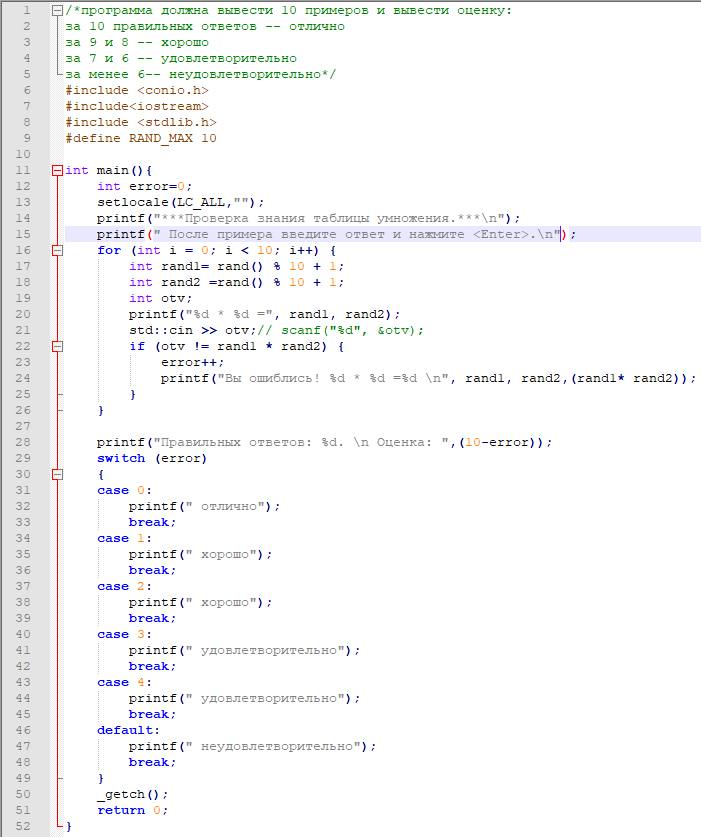 1 /*программа должна вывести 10 примеров и вывести оценку:
2 за 10 правильных ответов -- отлично
3 за 9 и 8 -- хорошо
4 за 7 и 6 -- удовлетворительно
5 за менее 6-- неудовлетворительно*/
6 #include <conio.h>
7 #include<iostream>
8 #include <stdlib.h>
9 #define RAND_MAX 10
10
11 int main(){
12     int error=0;
13     setlocale(LC_ALL,"");
14     printf("***Проверка знания таблицы умножения.***\n");
15     printf(" После примера введите ответ и нажмите <Enter>.\n");
16     for (int i = 0; i < 10; i++) {
17         int rand1= rand() % 10 + 1;
18         int rand2 =rand() % 10 + 1;
19         int otv;
20         printf("%d * %d =", rand1, rand2);
21         std::cin >> otv;// scanf("%d", &otv);
22         if (otv != rand1 * rand2) {
23             error++;
24             printf("Вы ошиблись! %d * %d =%d \n", rand1, rand2,(rand1* rand2));
25         }
26     }
27
28     printf("Правильных ответов: %d. \n Оценка: ",(10-error));
29     switch (error)
30     {
31     case 0:
32         printf(" отлично");
33         break;
34     case 1:
35         printf(" хорошо");
36         break;
37     case 2:
38         printf(" хорошо");
39         break;
40     case 3:
41         printf(" удовлетворительно");
42         break;
43     case 4:
44         printf(" удовлетворительно");
45         break;
46     default:
47         printf(" неудовлетворительно");
48         break;
49     }
50     _getch();
51     return 0;
52 }